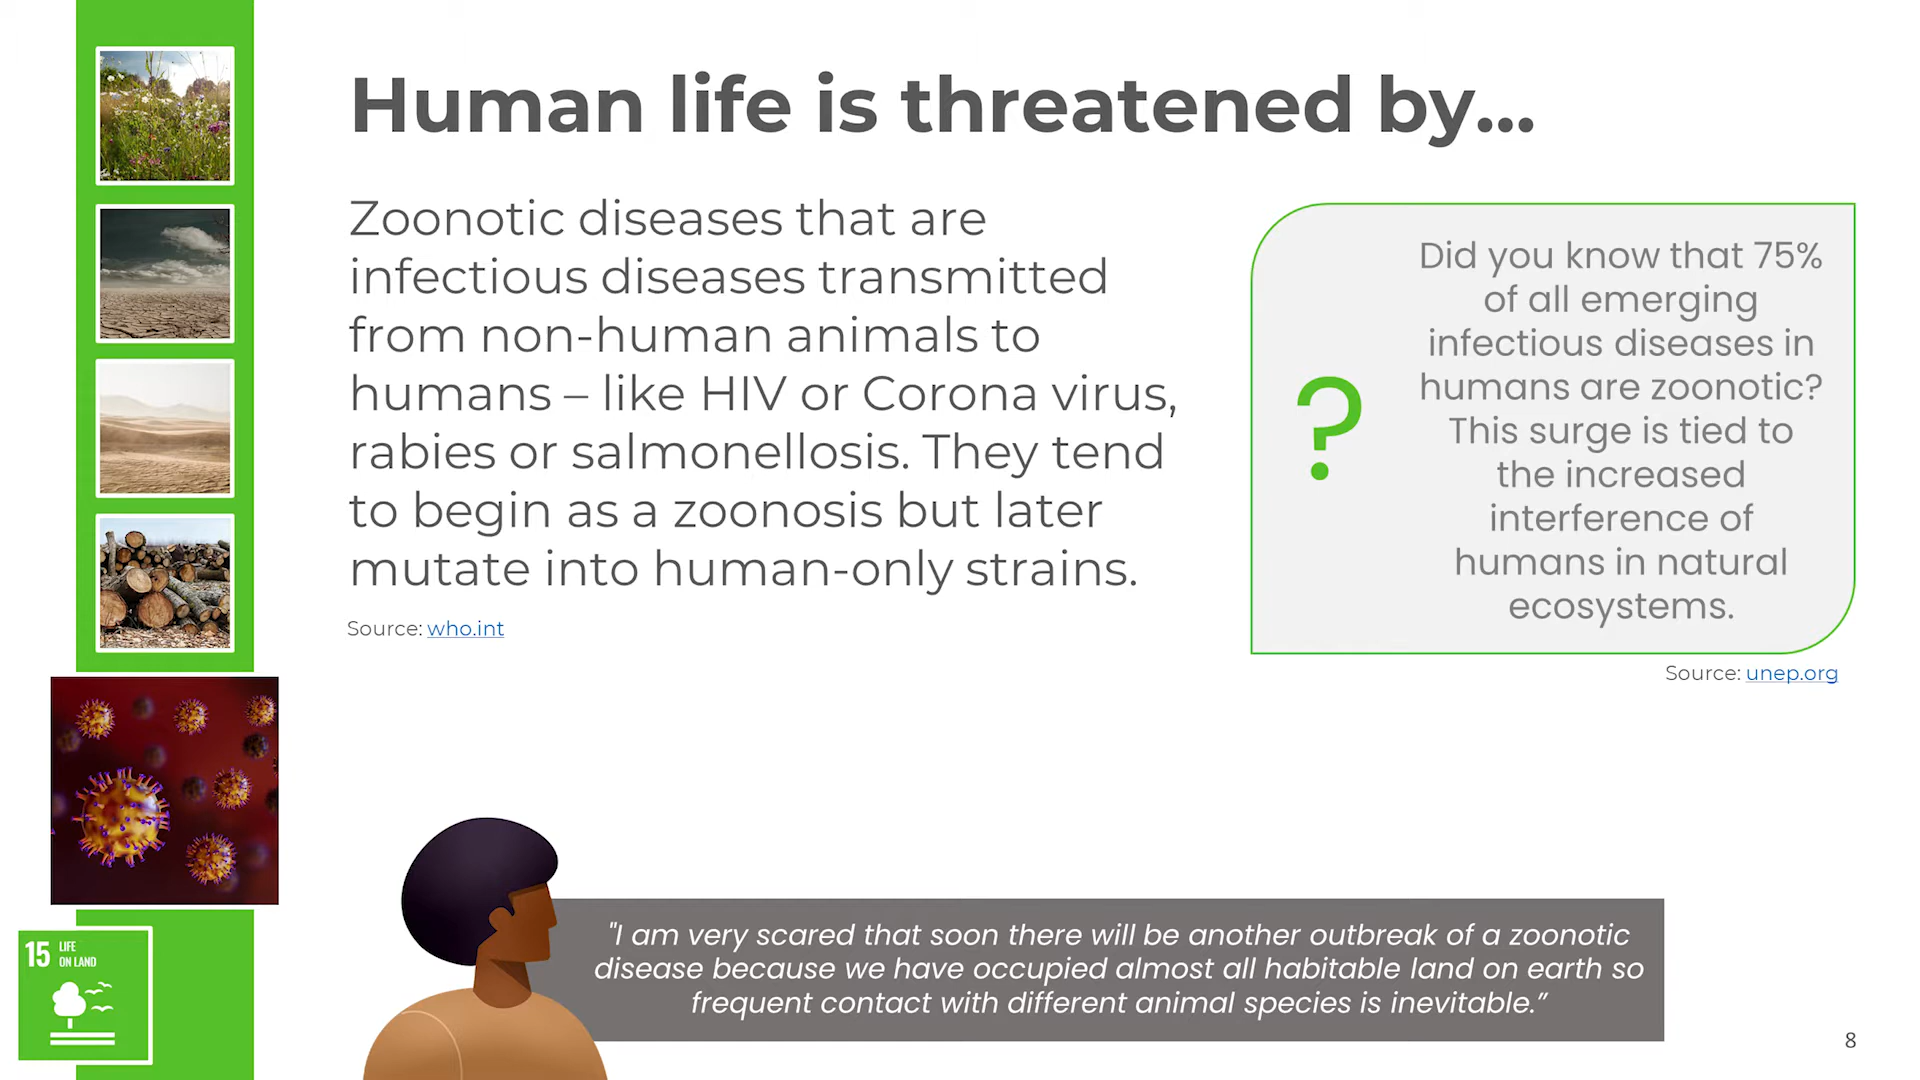 Human life is threatened by...
Zoonotic diseases that are
infectious diseases transmitted
from non-human animals to
humans – like HIV or Corona virus,
rabies or salmonellosis. They tend
to begin as a zoonosis but later
mutate into human-only strains.
Source: who.int
?
Did you know that 75%
of all emerging
infectious diseases in
humans are zoonotic?
This surge is tied to
the increased
interference of
humans in natural
ecosystems.
Source: unep.org
"I am very scared that soon there will be another outbreak of a zoonotic
disease because we have occupied almost all habitable land on earth so
frequent contact with different animal species is inevitable.”
15 LIFE
ON LAND
8